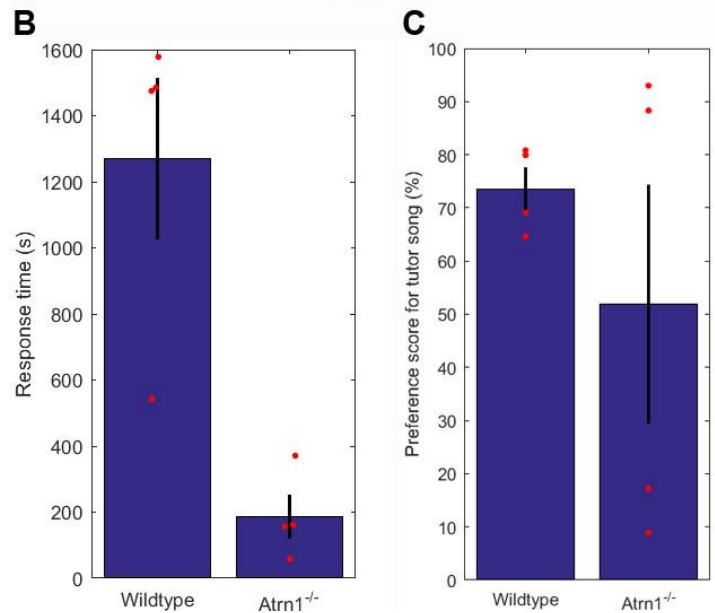 B
Response time (s)
1600
1400
1200
1000
800
600
400
200
0
Wildtype
Atrn1-/-
C
Preference score for tutor song (%)
100
90
80
70
60
50
40
30
20
10
0
Wildtype
Atrn1-/-